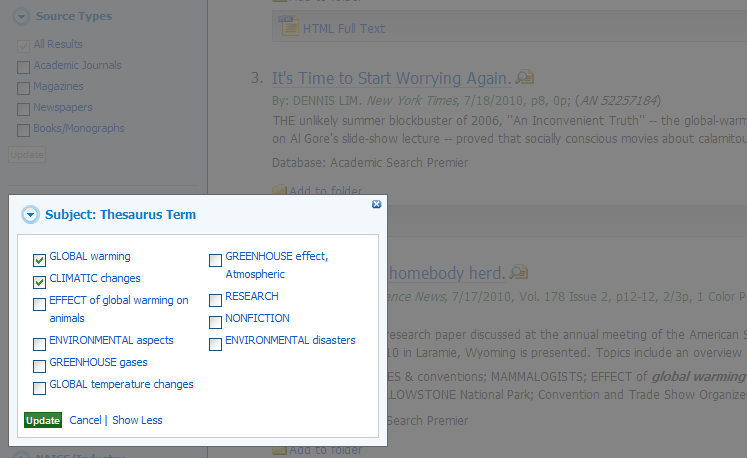 Source Types
All Results
Academic Journals
Magazines
Newspapers
Books/Monographs
Update
Add to folder
HTML Full Text
3. It's Time to Start Worrying Again.
By: DENNIS LIM. New York Times, 7/18/2010, p8, 0p; (AN 52257184)
THE unlikely summer blockbuster of 2006, "An Inconvenient Truth" -- the global-warm
on Al Gore's slide-show lecture -- proved that socially conscious movies about calamitou
Database: Academic Search Premier
Add to folder
Subject: Thesaurus Term
GLOBAL warming
CLIMATIC changes
EFFECT of global warming on
animals
ENVIRONMENTAL aspects
GREENHOUSE gases
GLOBAL temperature changes
GREENHOUSE effect,
Atmospheric
RESEARCH
NONFICTION
ENVIRONMENTAL disasters
Update Cancel | Show Less
homebody herd.
ence News, 7/17/2010, Vol. 178 Issue 2, p12-12, 2/3p, 1 Color P
esearch paper discussed at the annual meeting of the American S
10 in Laramie, Wyoming is presented. Topics include an overview
ES & conventions; MAMMALOGISTS; EFFECT of global warming
LLOWSTONE National Park; Convention and Trade Show Organize
Search Premier
Add to folder
NAICS/Industry